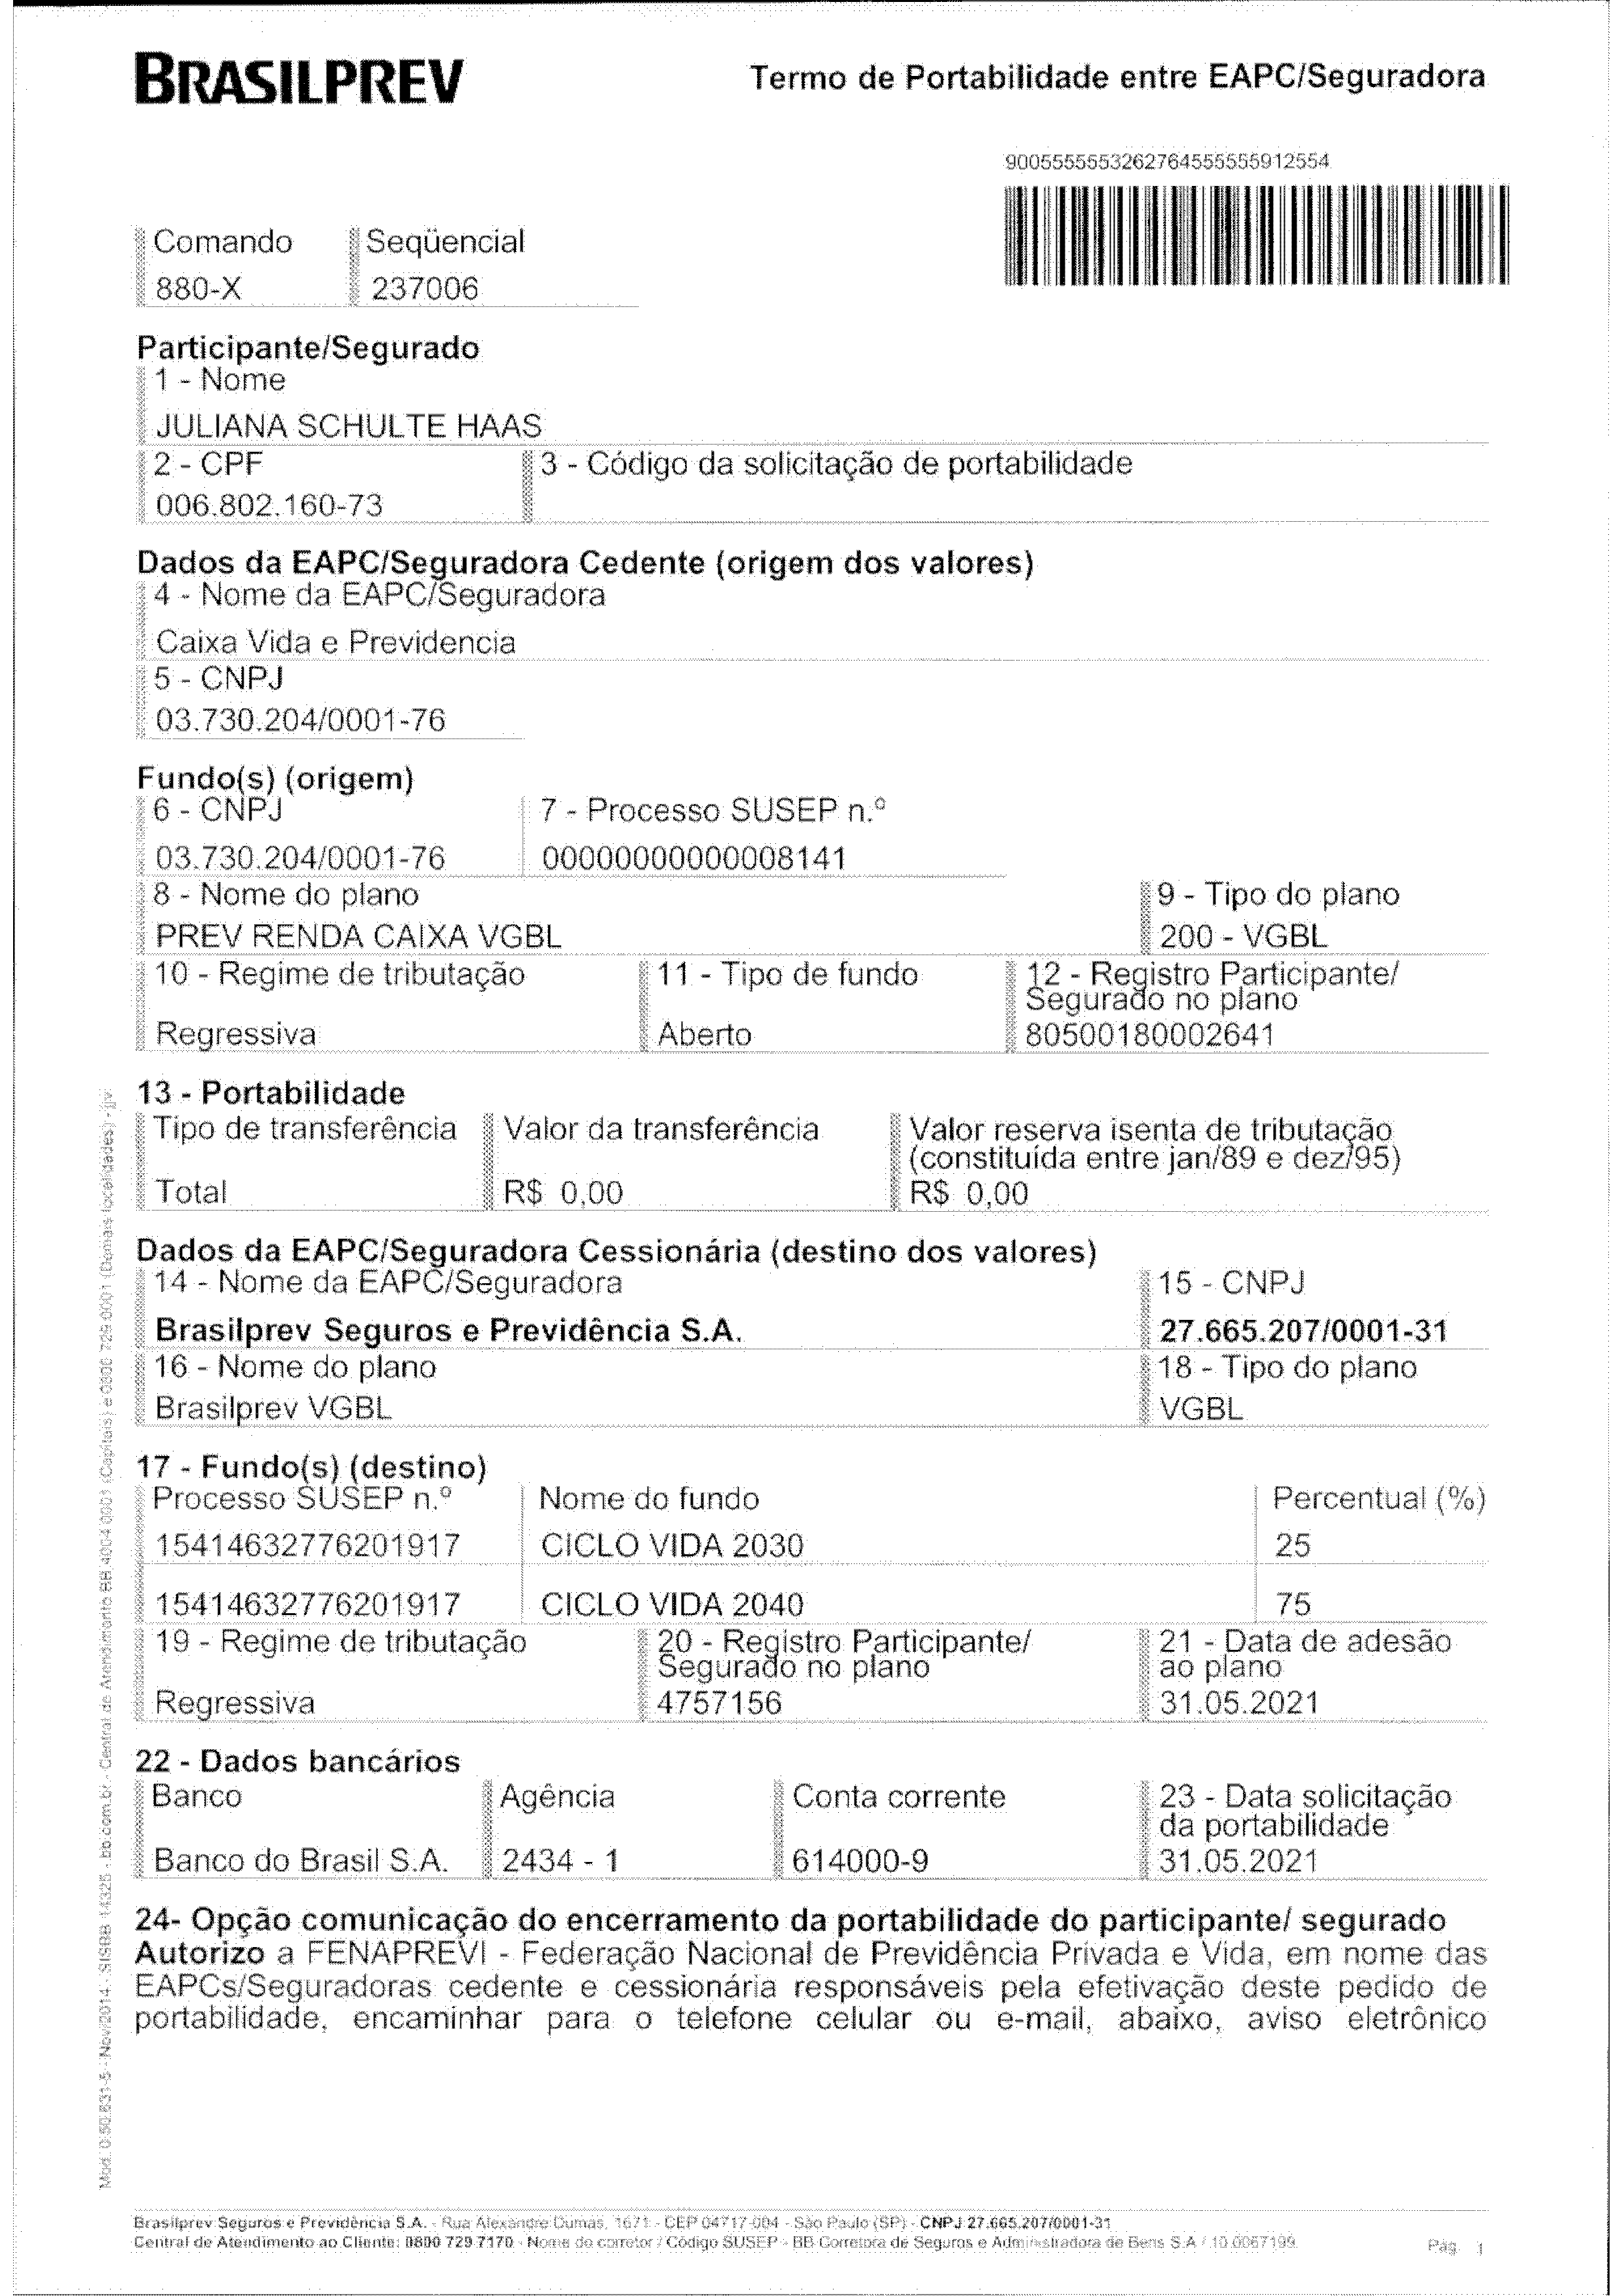 BRASILPREV
Termo de Portabilidade entre EAPC/Seguradora
9005555553262764555555912554
Comando Seqüencial
880-X 237006
Participante/Segurado
1 - Nome
JULIANA SCHULTE HAAS
2 - CPF 3 - Código da solicitação de portabilidade
006.802.160-73
Dados da EAPC/Seguradora Cedente (origem dos valores)
4 - Nome da EAPC/Seguradora
Caixa Vida e Previdencia
5 - CNPJ
03.730.204/0001-76
Fundo(s) (origem)
6 - CNPJ 7 - Processo SUSEP n.º
03.730.204/0001-76 00000000000008141
8 - Nome do plano 9 - Tipo do plano
PREV RENDA CAIXA VGBL 200 - VGBL
10 - Regime de tributação 11 - Tipo de fundo 12 - Registro Participante/
Segurado no plano
Regressiva Aberto 80500180002641
13 - Portabilidade
Tipo de transferência Valor da transferência Valor reserva isenta de tributação
(constituída entre jan/89 e dez/95)
Total R$ 0,00 R$ 0,00
Dados da EAPC/Seguradora Cessionária (destino dos valores)
14 - Nome da EAPC/Seguradora 15 - CNPJ
Brasilprev Seguros e Previdência S.A. 27.665.207/0001-31
16 - Nome do plano 18 - Tipo do plano
Brasilprev VGBL VGBL
17 - Fundo(s) (destino)
Processo SUSEP n.º Nome do fundo Percentual (%)
15414632776201917 CICLO VIDA 2030 25
15414632776201917 CICLO VIDA 2040 75
19 - Regime de tributação 20 - Registro Participante/ 21 - Data de adesão
Segurado no plano ao plano
Regressiva 4757156 31.05.2021
22 - Dados bancários
Banco Agência Conta corrente 23 - Data solicitação
da portabilidade
Banco do Brasil S.A. 2434 - 1 614000-9 31.05.2021
24- Opção comunicação do encerramento da portabilidade do participante/ segurado
Autorizo a FENAPREVI - Federação Nacional de Previdência Privada e Vida, em nome das
EAPCs/Seguradoras cedente e cessionária responsáveis pela efetivação deste pedido de
portabilidade, encaminhar para o telefone celular ou e-mail, abaixo, aviso eletrônico
Mod. 0.50.631-5 - Nov/2014 - SISBB 14325 - bb.com.br - Central de Atendimento BB 4004 0001 (Capitais) e 0800 729 0001 (Demais localidades) - jjv
Brasilprev Seguros e Previdência S.A. - Rua Alexandre Dumas, 1671 - CEP 04717-004 - São Paulo (SP) - CNPJ 27.665.207/0001-31
Central de Atendimento ao Cliente: 0800 729 7170 - Nome do corretor / Código SUSEP - BB Corretora de Seguros e Administradora de Bens S.A / 10.0067199.
Pág. 1